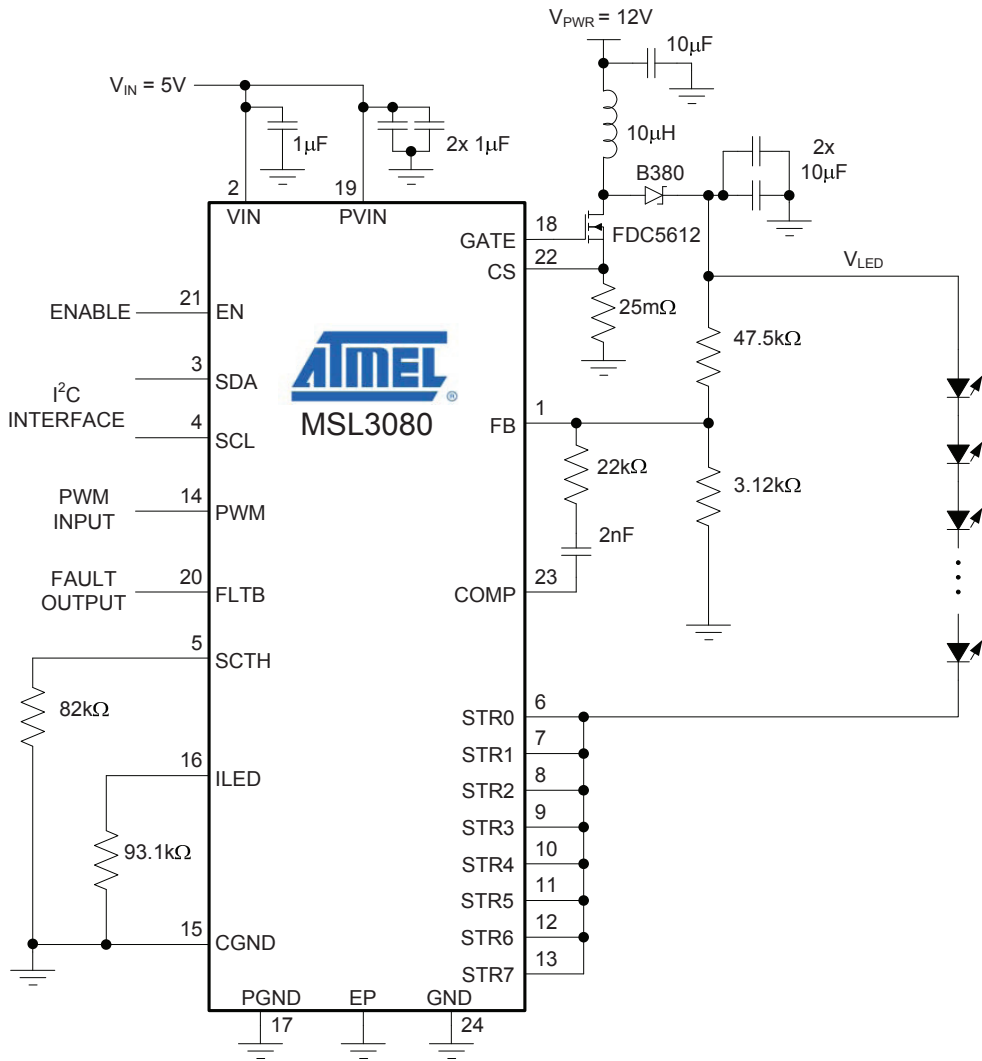 V_PWR = 12V
10μF
V_IN = 5V
1μF
2x 1μF
10μH
2x
10μF
B380
2
19
VIN
PVIN
18
GATE
FDC5612
22
CS
V_LED
25mΩ
21
ENABLE
EN
47.5kΩ
ATMEL
®
MSL3080
3
SDA
I²C
INTERFACE
4
SCL
1
FB
22kΩ
3.12kΩ
PWM
INPUT
14
PWM
2nF
FAULT
OUTPUT
20
FLTB
23
COMP
5
SCTH
82kΩ
6
STR0
7
STR1
16
ILED
8
STR2
9
STR3
93.1kΩ
10
STR4
11
STR5
15
CGND
12
STR6
13
STR7
PGND
EP
GND
17
24